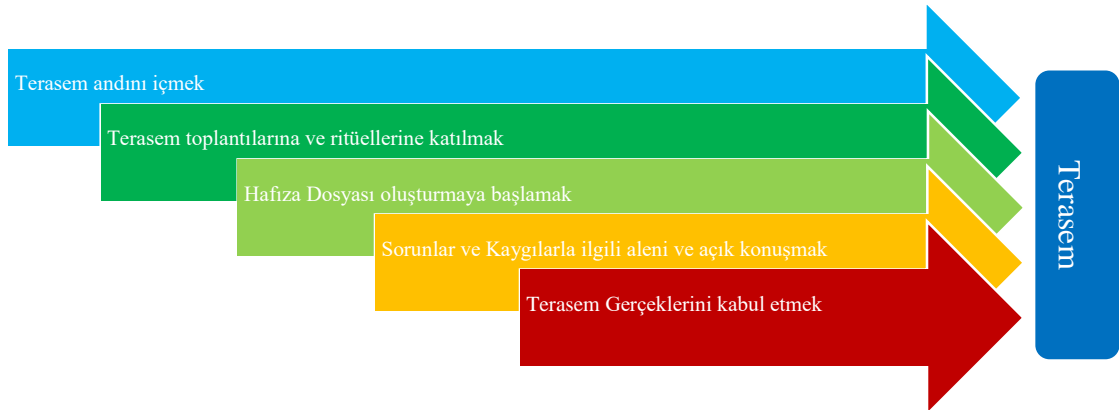 Terasem andını içmek
Terasem toplantılarına ve ritüellerine katılmak
Hafıza Dosyası oluşturmaya başlamak
Sorunlar ve Kaygılarla ilgili aleni ve açık konuşmak
Terasem Gerçeklerini kabul etmek
Terasem